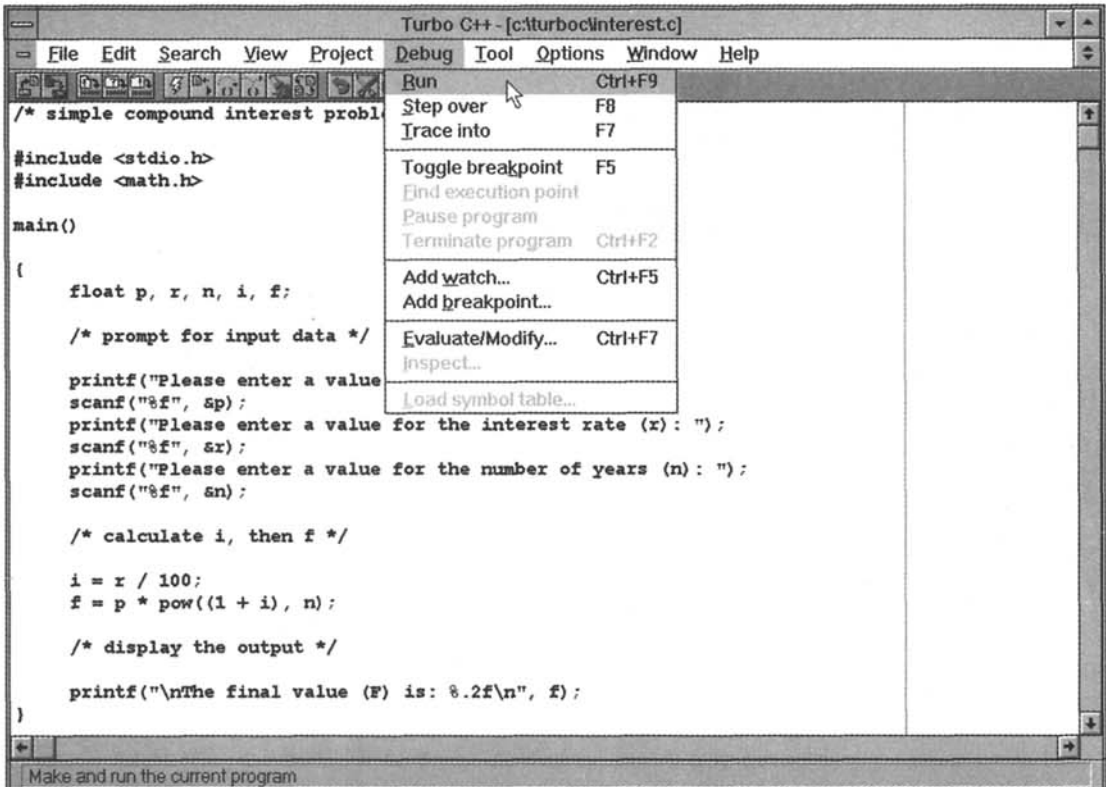 Turbo C++ - [c:\turboc\interest.c]
File Edit Search View Project Debug Tool Options Window Help
Run Ctrl+F9
Step over F8
Trace into F7
Toggle breakpoint F5
Find execution point
Pause program
Terminate program Ctrl+F2
Add watch... Ctrl+F5
Add breakpoint...
Evaluate/Modify... Ctrl+F7
Inspect...
Load symbol table...
/* simple compound interest probl
#include <stdio.h>
#include <math.h>
main()
{
float p, r, n, i, f;
/* prompt for input data */
printf("Please enter a value
scanf("%f", &p);
printf("Please enter a value for the interest rate (r): ");
scanf("%f", &r);
printf("Please enter a value for the number of years (n): ");
scanf("%f", &n);
/* calculate i, then f */
i = r / 100;
f = p * pow((1 + i), n);
/* display the output */
printf("\nThe final value (F) is: %.2f\n", f);
}
Make and run the current program